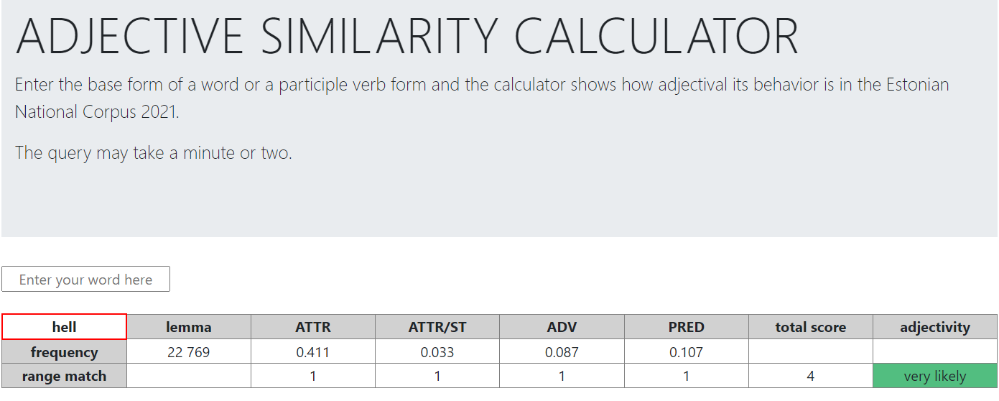 ADJECTIVE SIMILARITY CALCULATOR
Enter the base form of a word or a participle verb form and the calculator shows how adjectival its behavior is in the Estonian
National Corpus 2021.
The query may take a minute or two.
Enter your word here
hell lemma ATTR ATTR/ST ADV PRED total score adjectivity
frequency 22 769 0.411 0.033 0.087 0.107
range match 1 1 1 1 4 very likely